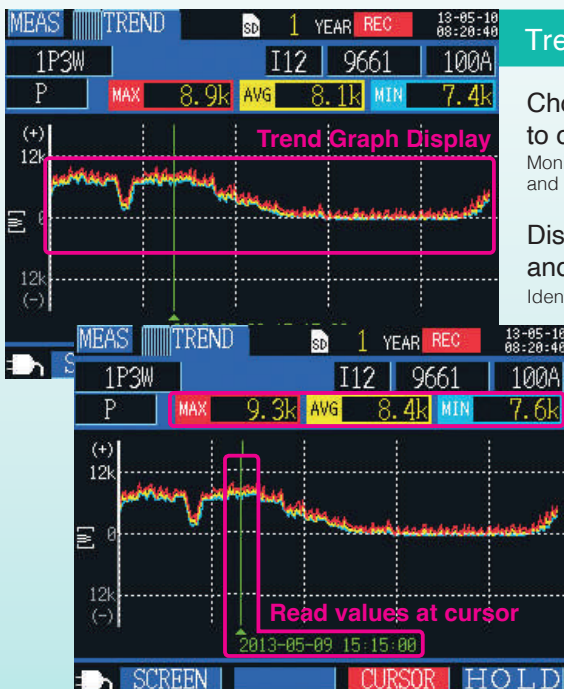 MEAS TREND SD 1 YEAR REC 13-05-10
08:20:40
1P3W I12 9661 100A
P MAX 8.9k AVG 8.1k MIN 7.4k
(+)
12k
Trend Graph Display
[W]
0
12k
(-)
Tre
Cho
to c
Mon
and
Dis
and
Iden
S
MEAS TREND SD 1 YEAR REC 13-05-10
08:20:40
1P3W I12 9661 100A
P MAX 9.3k AVG 8.4k MIN 7.6k
(+)
12k
[W]
0
12k
(-)
Read values at cursor
2013-05-09 15:15:00
SCREEN CURSOR HOLD